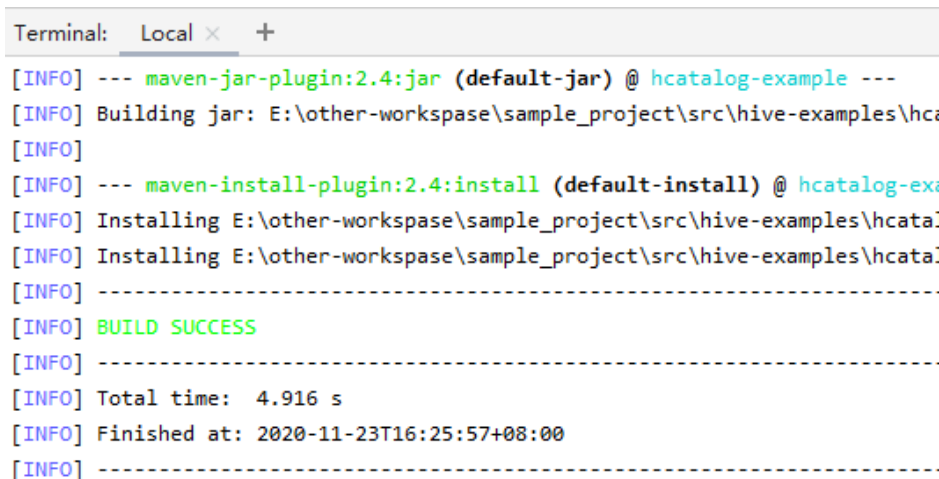 Terminal: Local × +
[INFO] --- maven-jar-plugin:2.4:jar (default-jar) @ hcatalog-example ---
[INFO] Building jar: E:\other-workspase\sample_project\src\hive-examples\hca
[INFO]
[INFO] --- maven-install-plugin:2.4:install (default-install) @ hcatalog-exa
[INFO] Installing E:\other-workspase\sample_project\src\hive-examples\hcatal
[INFO] Installing E:\other-workspase\sample_project\src\hive-examples\hcatal
[INFO] ---------------------------------------------------------------------
[INFO] BUILD SUCCESS
[INFO] ---------------------------------------------------------------------
[INFO] Total time:  4.916 s
[INFO] Finished at: 2020-11-23T16:25:57+08:00
[INFO] ---------------------------------------------------------------------